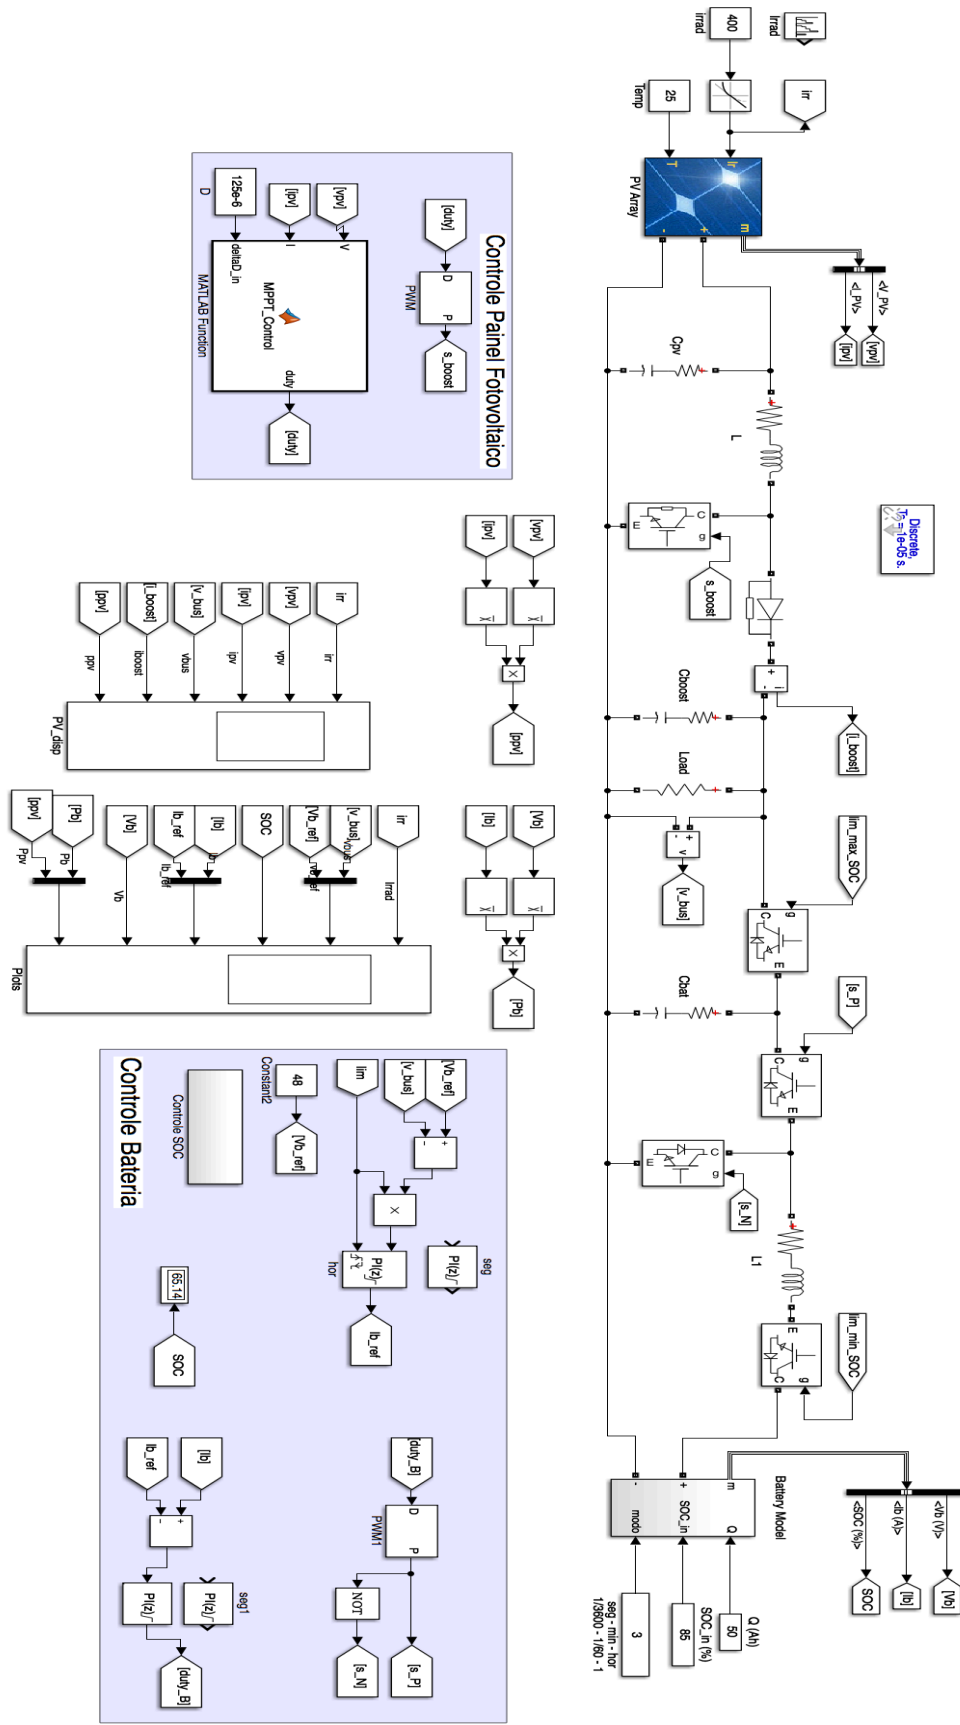 Irrad
400
irrad
irr
25
Temp
Ir
T
m
+
-
PV Array
<V_PV>
<I_PV>
[vpv]
[ipv]
Cpv
L
C
g
E
s_boost
Discrete,
Ts = 1e-05 s.
+
-
i
[i_boost]
Cboost
Load
+
-
v
[v_bus]
lim_max_SOC
g
C
E
Cbat
[s_P]
g
C
E
C
g
E
[s_N]
L1
lim_min_SOC
E
C
g
Battery Model
m
Q
+
SOC_in
-
modo
<Vb (V)>
<Ib (A)>
<SOC (%)>
[Vb]
[Ib]
SOC
Q (Ah)
50
SOC_in (%)
85
3
seg - min - hor
1/3600 - 1/60 - 1
Controle Painel Fotovoltaico
[duty]
D
P
PWM
s_boost
[vpv]
[ipv]
125e-6
D
V
I
deltaD_in
MPPT_Control
duty
MATLAB Function
[duty]
[vpv]
[ipv]
X
[ppv]
irr
[vpv]
[ipv]
[v_bus]
[i_boost]
[ppv]
irr
vpv
ipv
vbus
iboost
ppv
PV_disp
[Vb]
[Ib]
X
[Pb]
irr
[v_bus]
[Vb_ref]
SOC
[Ib]
Ib_ref
[Vb]
[Pb]
[ppv]
Irrad
vbus
vb_ref
Ib
Ib_ref
Vb
Pb
Ppv
Plots
Controle Bateria
Controle SOC
48
Constant2
[Vb_ref]
[Vb_ref]
[v_bus]
lim
+
-
X
PI(z)
hor
PI(z)
seg
Ib_ref
65.14
SOC
[duty_B]
D
P
PWM1
NOT
[s_P]
[s_N]
[Ib]
Ib_ref
+
-
PI(z)
PI(z)
seg1
[duty_B]